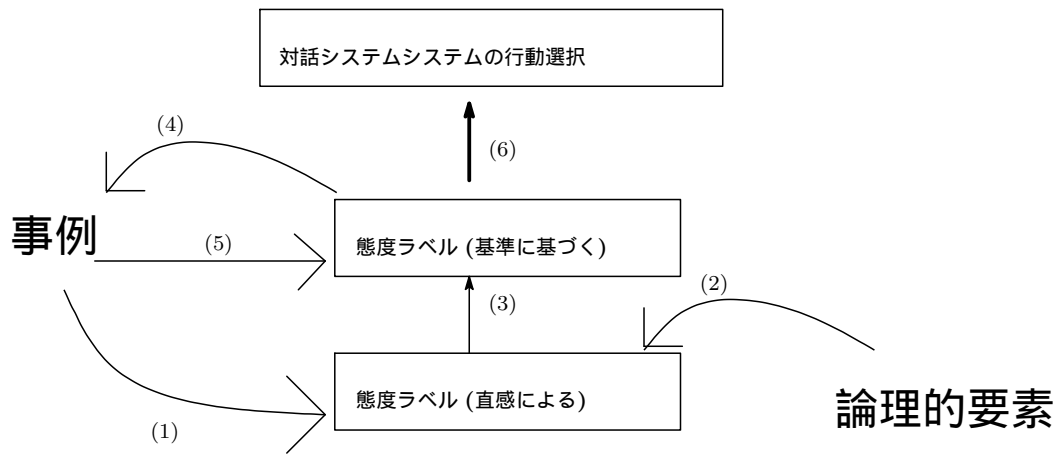 対話システムシステムの行動選択
(4)
(6)
事例
(5)
態度ラベル (基準に基づく)
(3)
(2)
態度ラベル (直感による)
論理的要素
(1)